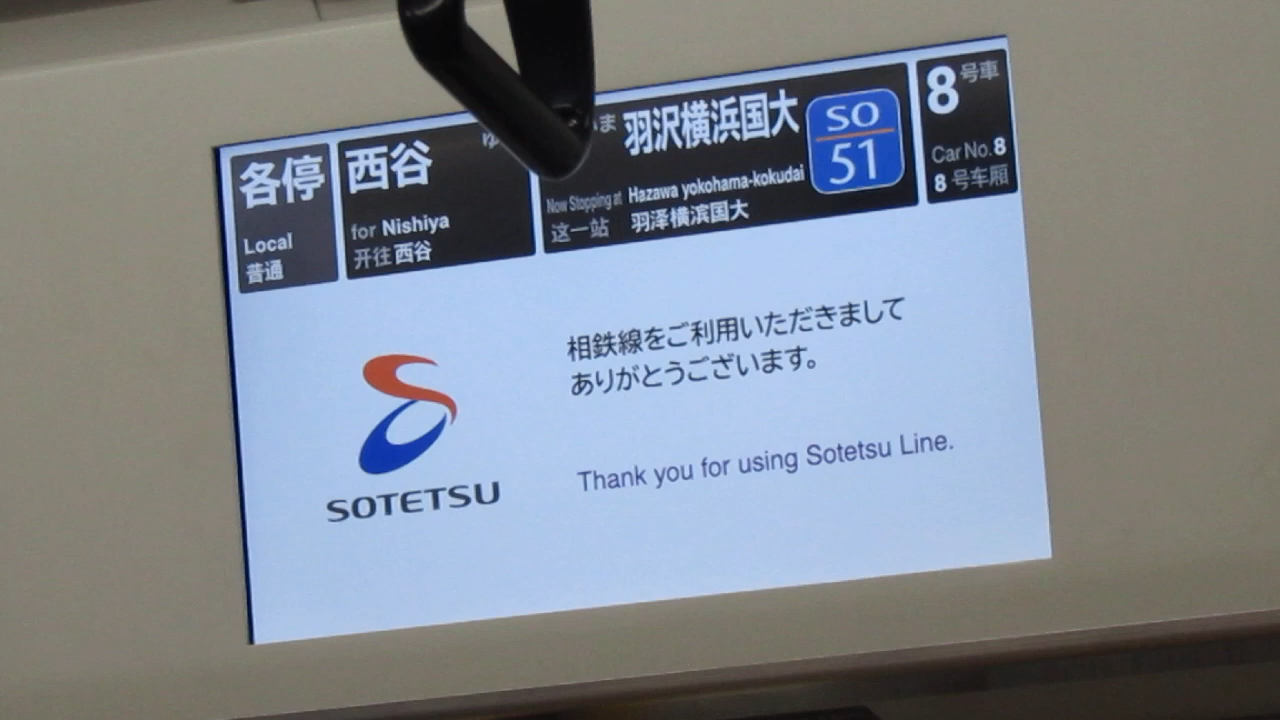 各停
Local
普通
西谷
for Nishiya
开往 西谷
ま
Now Stopping at
这一站
羽沢横浜国大
Hazawa yokohama-kokudai
羽泽横滨国大
SO
51
8 号車
Car No. 8
8 号车厢
相鉄線をご利用いただきまして
ありがとうございます。
Thank you for using Sotetsu Line.
SOTETSU